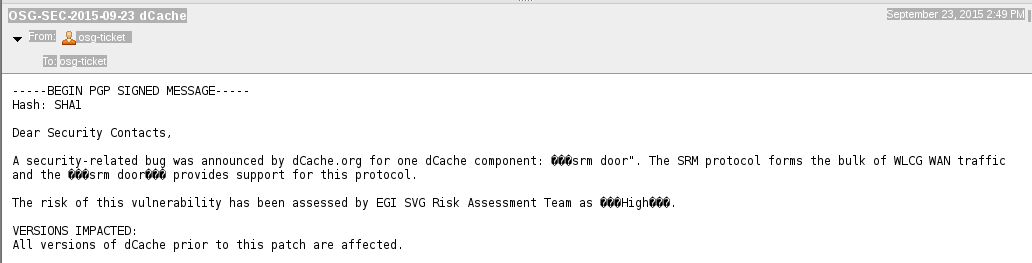 OSG-SEC-2015-09-23 dCache
September 23, 2015 2:49 PM
From: osg-ticket
To: osg-ticket
-----BEGIN PGP SIGNED MESSAGE-----
Hash: SHA1
Dear Security Contacts,
A security-related bug was announced by dCache.org for one dCache component: ���srm door". The SRM protocol forms the bulk of WLCG WAN traffic
and the ���srm door��� provides support for this protocol.
The risk of this vulnerability has been assessed by EGI SVG Risk Assessment Team as ���High���.
VERSIONS IMPACTED:
All versions of dCache prior to this patch are affected.